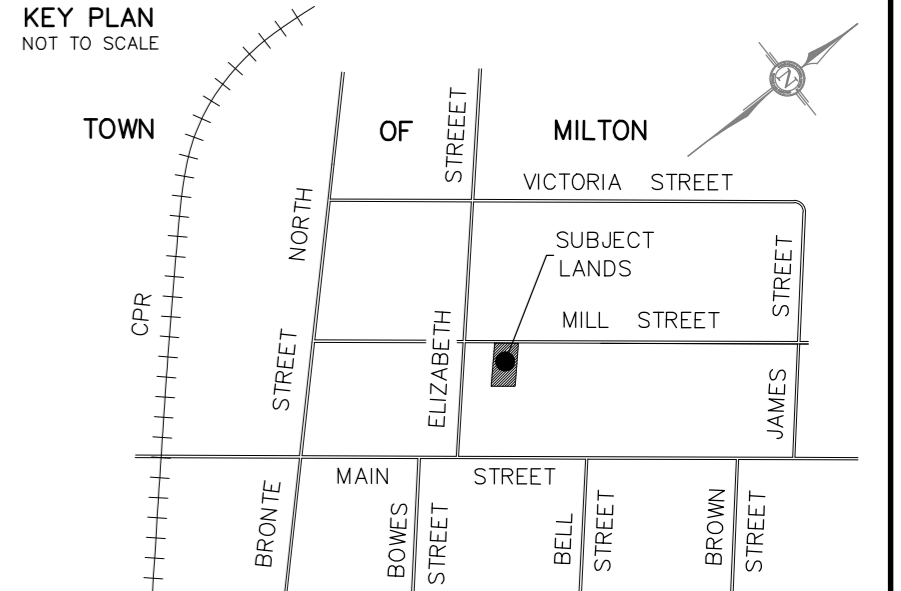 KEY PLAN
NOT TO SCALE
TOWN OF MILTON
STREEET
VICTORIA STREET
NORTH
SUBJECT
LANDS
STREET
CPR
MILL STREET
STREET
ELIZABETH
JAMES
MAIN STREET
BRONTE
BOWES
STREET
BELL
STREET
BROWN
STREET
N